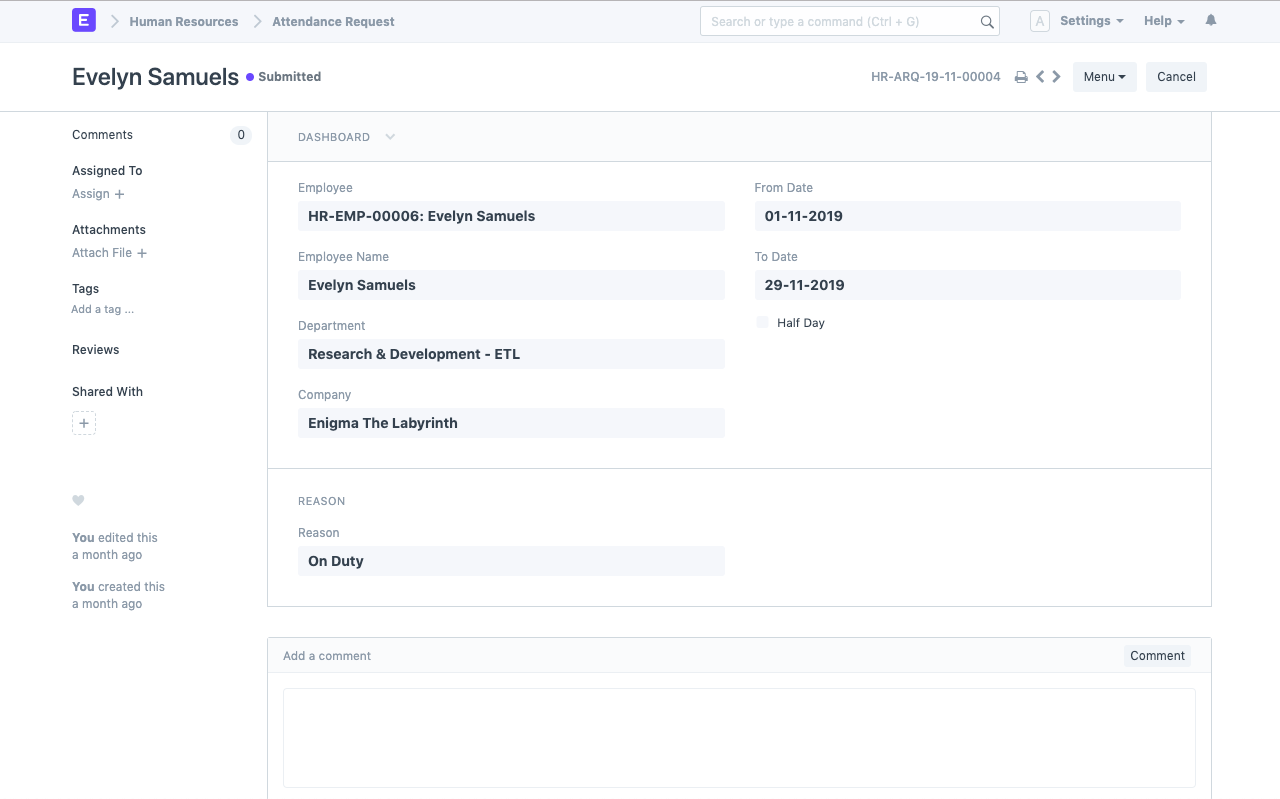 E Human Resources Attendance Request Search or type a command (Ctrl + G) A Settings Help
Evelyn Samuels Submitted HR-ARQ-19-11-00004 Menu Cancel
Comments 0
Assigned To
Assign +
Attachments
Attach File +
Tags
Add a tag ...
Reviews
Shared With
+
You edited this
a month ago
You created this
a month ago
DASHBOARD
Employee
HR-EMP-00006: Evelyn Samuels
Employee Name
Evelyn Samuels
Department
Research & Development - ETL
Company
Enigma The Labyrinth
From Date
01-11-2019
To Date
29-11-2019
Half Day
REASON
Reason
On Duty
Add a comment Comment